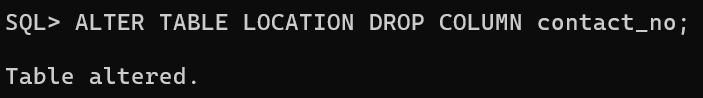 SQL> ALTER TABLE LOCATION DROP COLUMN contact_no;
Table altered.